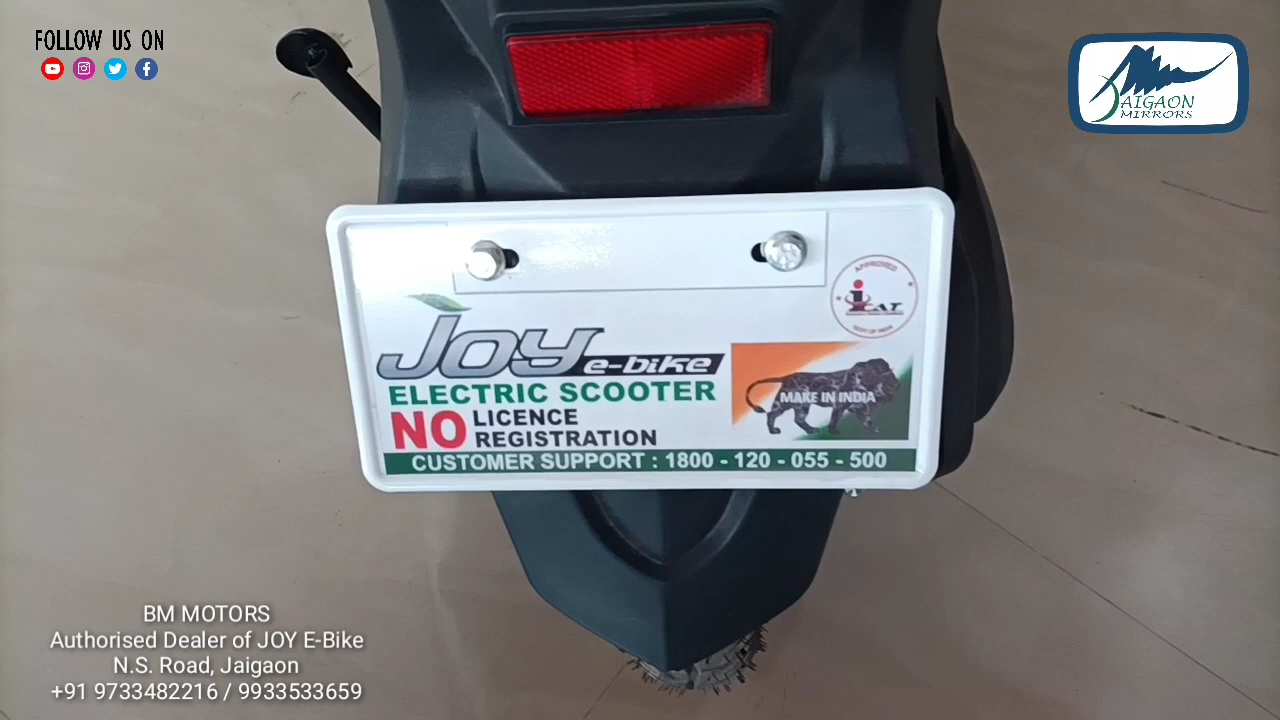 FOLLOW US ON
JAIGAON
MIRRORS
APPROVED
iCAT
GOVT OF INDIA
Joy e-bike
ELECTRIC SCOOTER
NO LICENCE
REGISTRATION
MAKE IN INDIA
CUSTOMER SUPPORT : 1800 - 120 - 055 - 500
BM MOTORS
Authorised Dealer of JOY E-Bike
N.S. Road, Jaigaon
+91 9733482216 / 9933533659